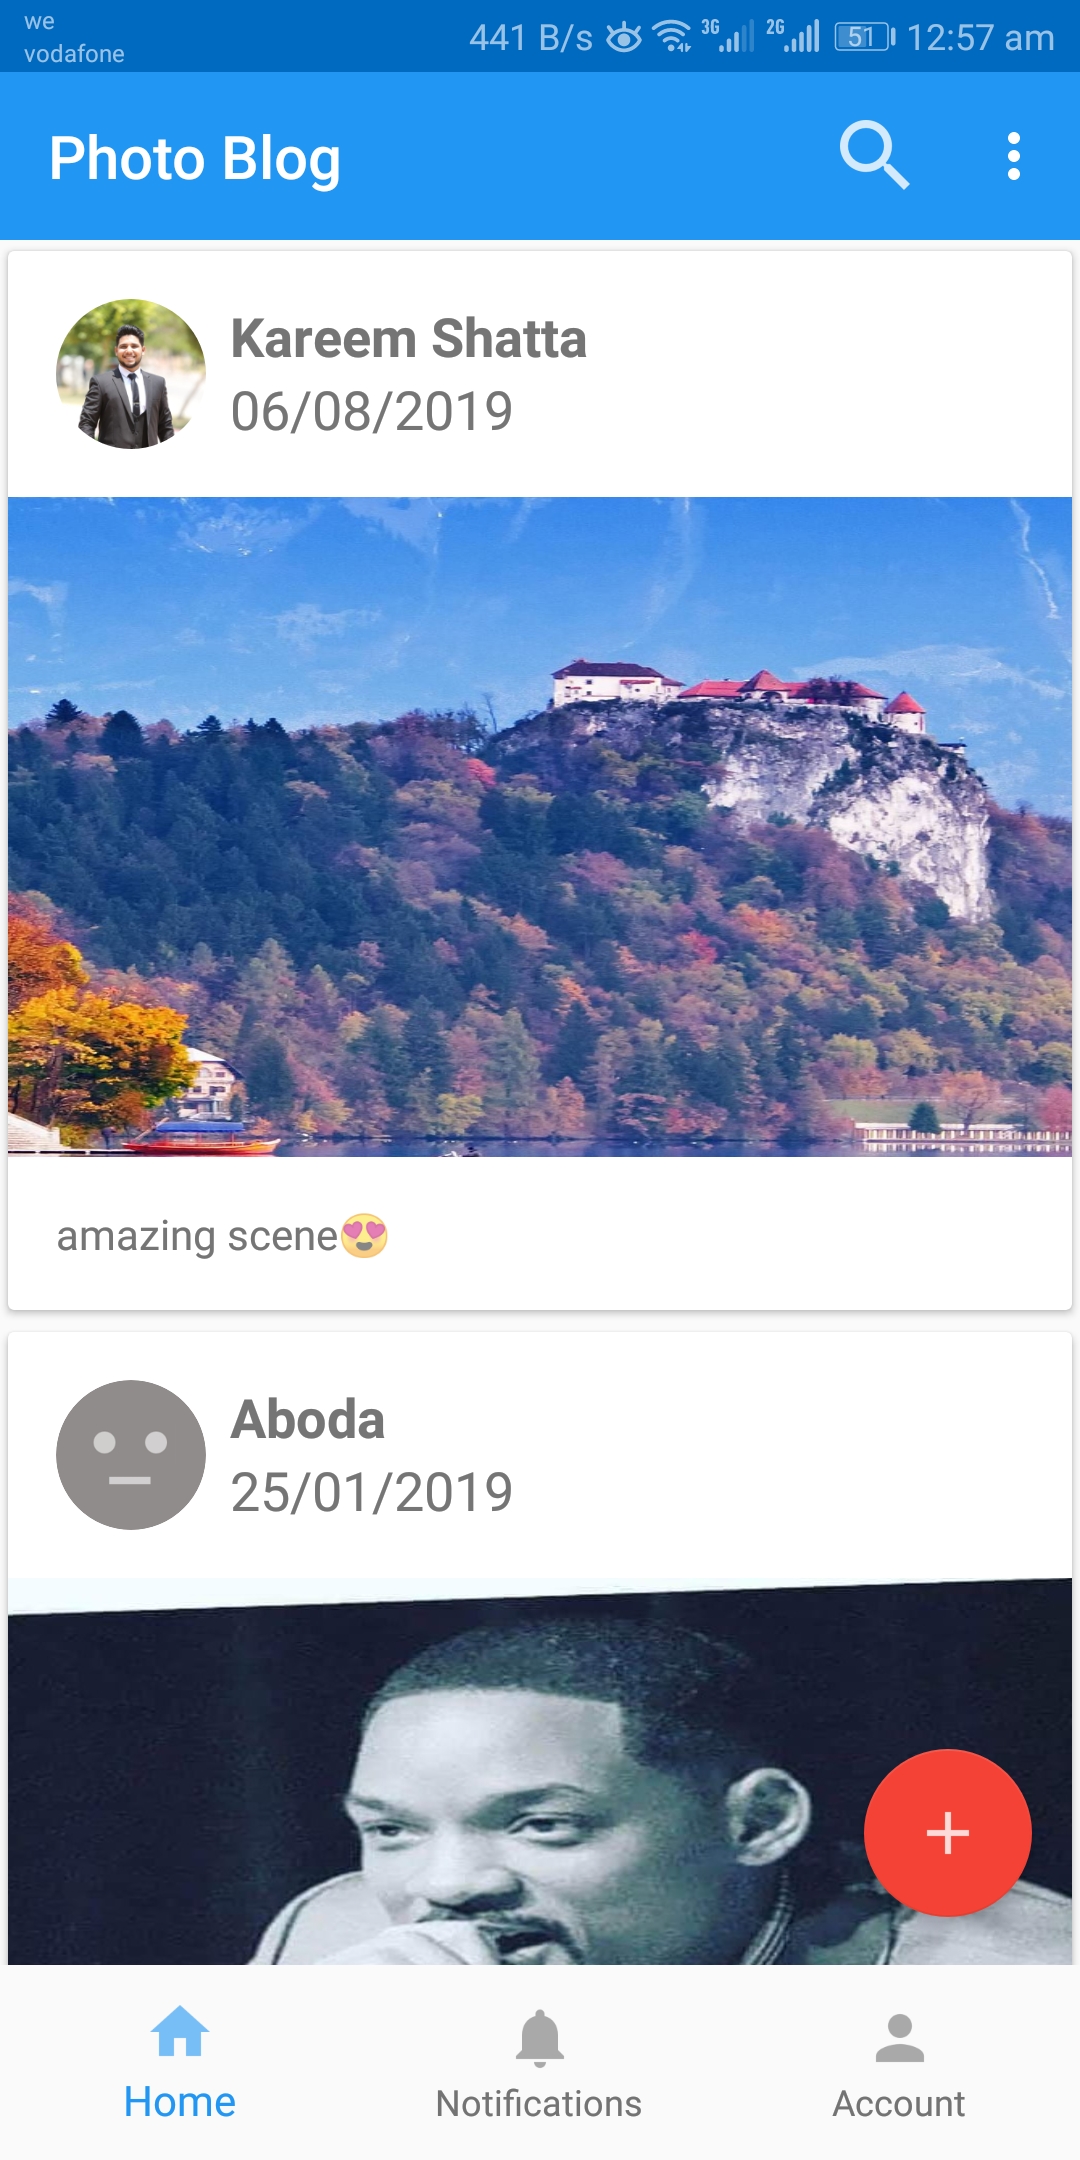 we
vodafone
441 B/s 3G 2G 51 12:57 am
Photo Blog
Kareem Shatta
06/08/2019
amazing scene😍
Aboda
25/01/2019
Home
Notifications
Account